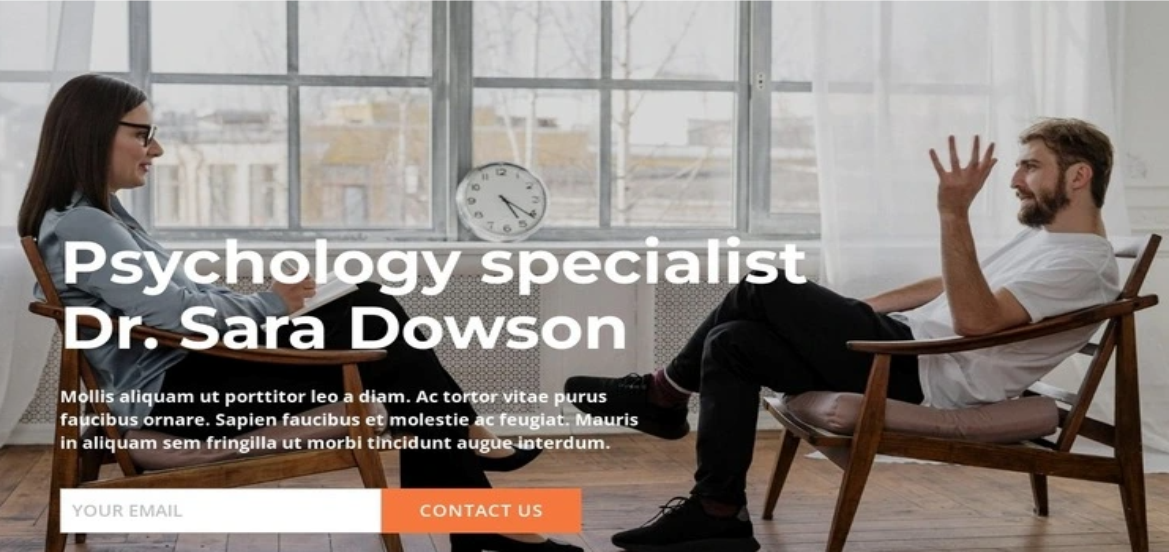 Psychology specialist
Dr. Sara Dowson
Mollis aliquam ut porttitor leo a diam. Ac tortor vitae purus
faucibus ornare. Sapien faucibus et molestie ac feugiat. Mauris
in aliquam sem fringilla ut morbi tincidunt augue interdum.
YOUR EMAIL
CONTACT US